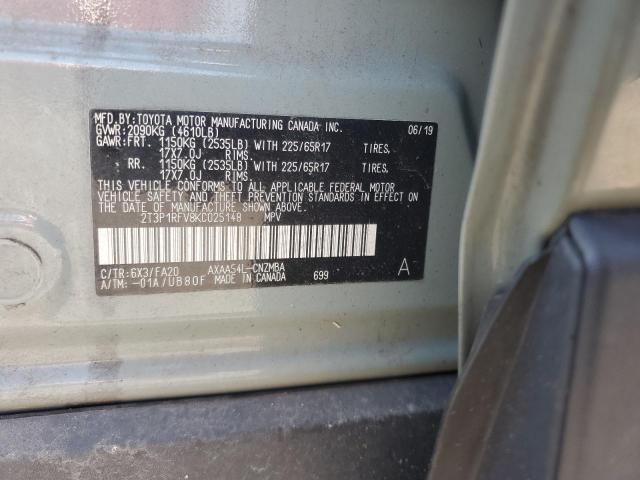 MFD.BY:TOYOTA MOTOR MANUFACTURING CANADA INC. 06/19
GVWR:2090KG (4610LB)
GAWR:FRT. 1150KG (2535LB) WITH 225/65R17 TIRES,
17X7.0J RIMS.
RR. 1150KG (2535LB) WITH 225/65R17 TIRES,
17X7.0J RIMS.
THIS VEHICLE CONFORMS TO ALL APPLICABLE FEDERAL MOTOR
VEHICLE SAFETY AND THEFT PREVENTION STANDARDS IN EFFECT
ON THE DATE OF MANUFACTURE SHOWN ABOVE.
2T3P1RFV8KC025148 MPV
C/TR:6X3/FA20 AXAA54L-CNZMBA A
A/TM:-01A/UB80F MADE IN CANADA 699